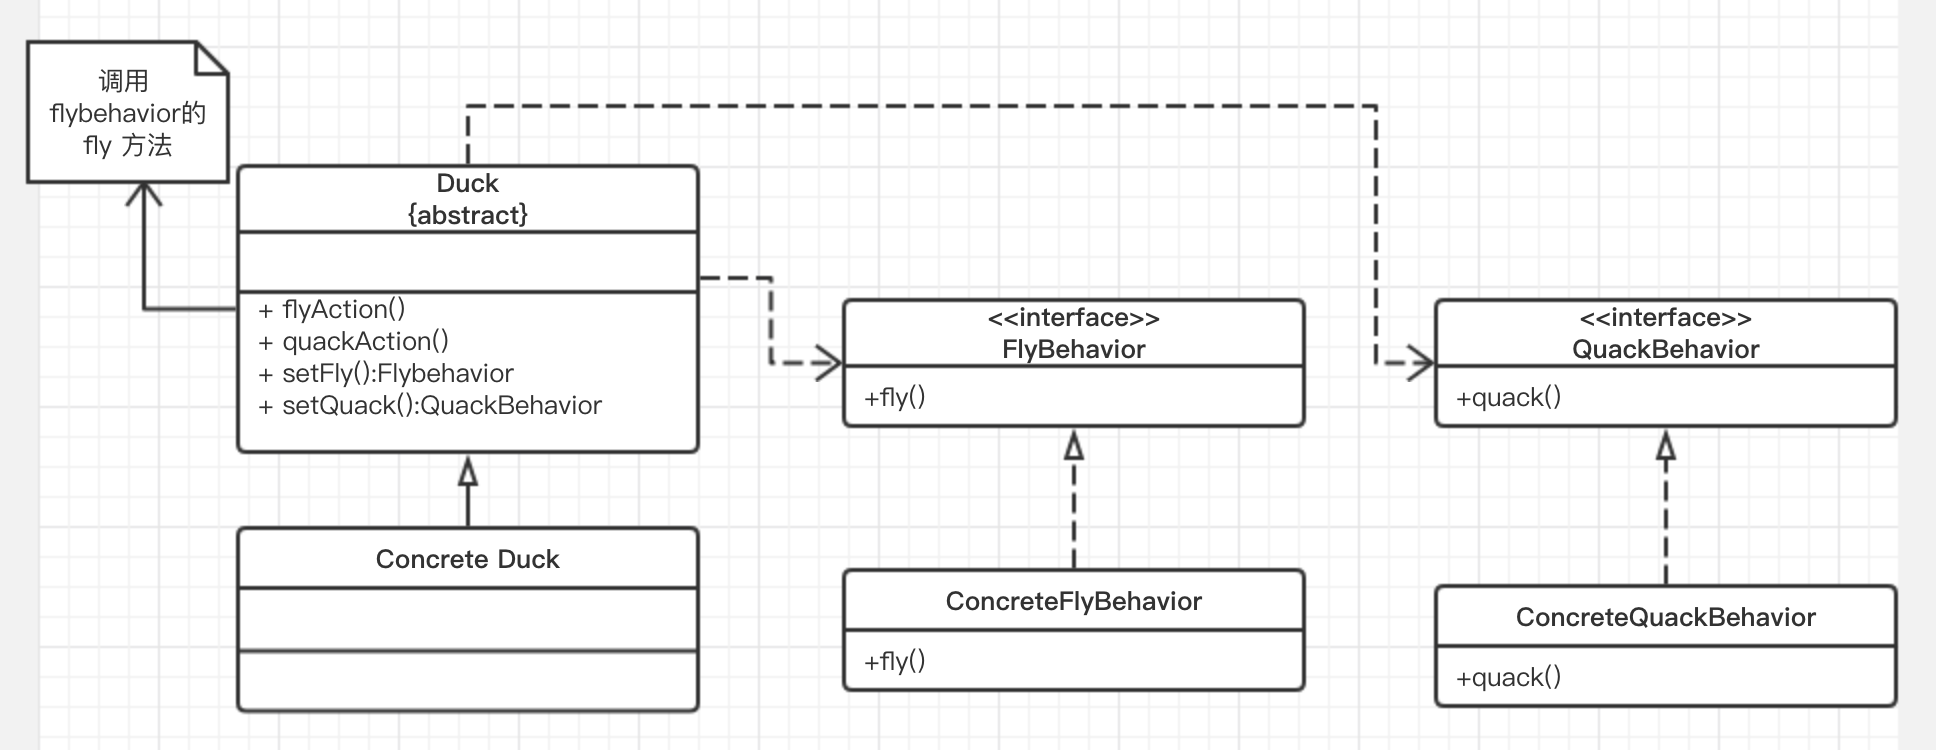 调用
flybehavior的
fly 方法
Duck
{abstract}
+ flyAction()
+ quackAction()
+ setFly():Flybehavior
+ setQuack():QuackBehavior
<<interface>>
FlyBehavior
+fly()
<<interface>>
QuackBehavior
+quack()
Concrete Duck
ConcreteFlyBehavior
+fly()
ConcreteQuackBehavior
+quack()